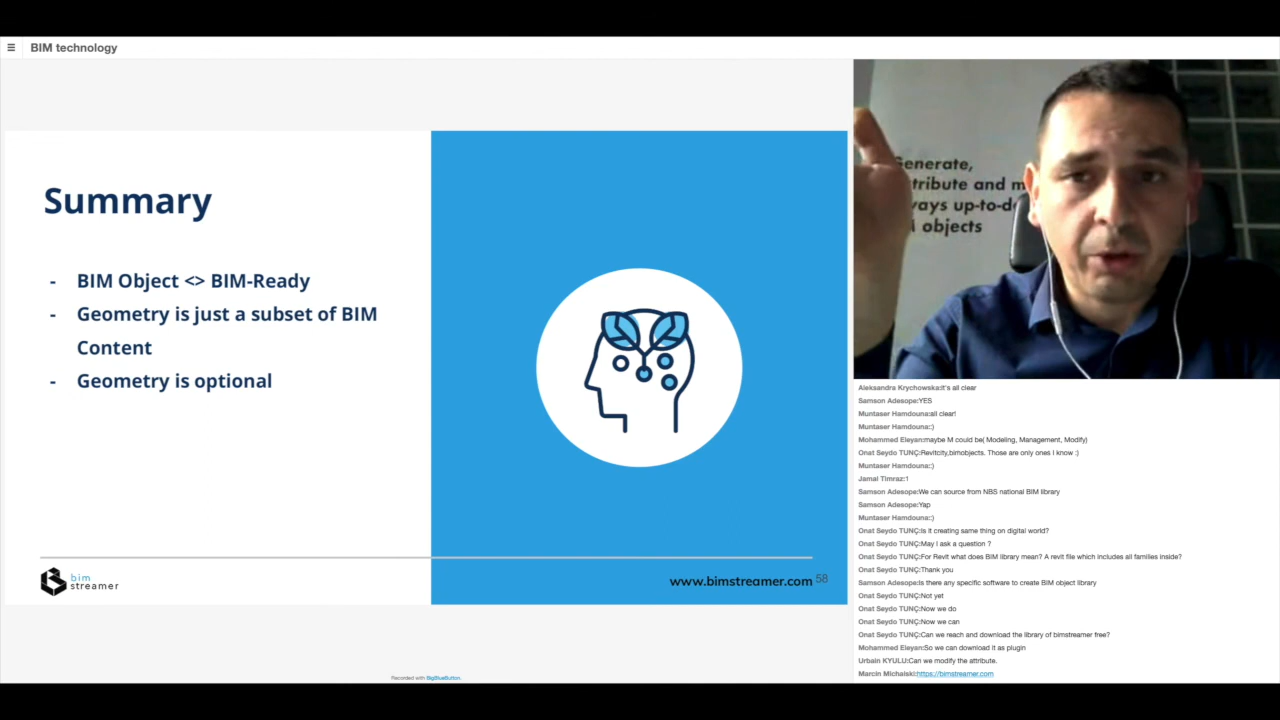 BIM technology
Summary
- BIM Object <> BIM-Ready
- Geometry is just a subset of BIM
Content
- Geometry is optional
bim
streamer
www.bimstreamer.com 58
Recorded with BigBlueButton.
Generate,
ttribute and m
ways up-to-d
objects
Aleksandra Krychowska:it's all clear
Samson Adesope:YES
Muntaser Hamdouna:all clear!
Muntaser Hamdouna::)
Mohammed Eleyan:maybe M could be( Modeling, Management, Modify)
Onat Seydo TUNÇ:Revitcity,bimobjects. Those are only ones I know :)
Muntaser Hamdouna::)
Jamal Timraz:1
Samson Adesope:We can source from NBS national BIM library
Samson Adesope:Yap
Muntaser Hamdouna::)
Onat Seydo TUNÇ:Is it creating same thing on digital world?
Onat Seydo TUNÇ:May I ask a question ?
Onat Seydo TUNÇ:For Revit what does BIM library mean? A revit file which includes all families inside?
Onat Seydo TUNÇ:Thank you
Samson Adesope:Is there any specific software to create BIM object library
Onat Seydo TUNÇ:Not yet
Onat Seydo TUNÇ:Now we do
Onat Seydo TUNÇ:Now we can
Onat Seydo TUNÇ:Can we reach and download the library of bimstreamer free?
Mohammed Eleyan:So we can download it as plugin
Urbain KYULU:Can we modify the attribute.
Marcin Michalski:https://bimstreamer.com